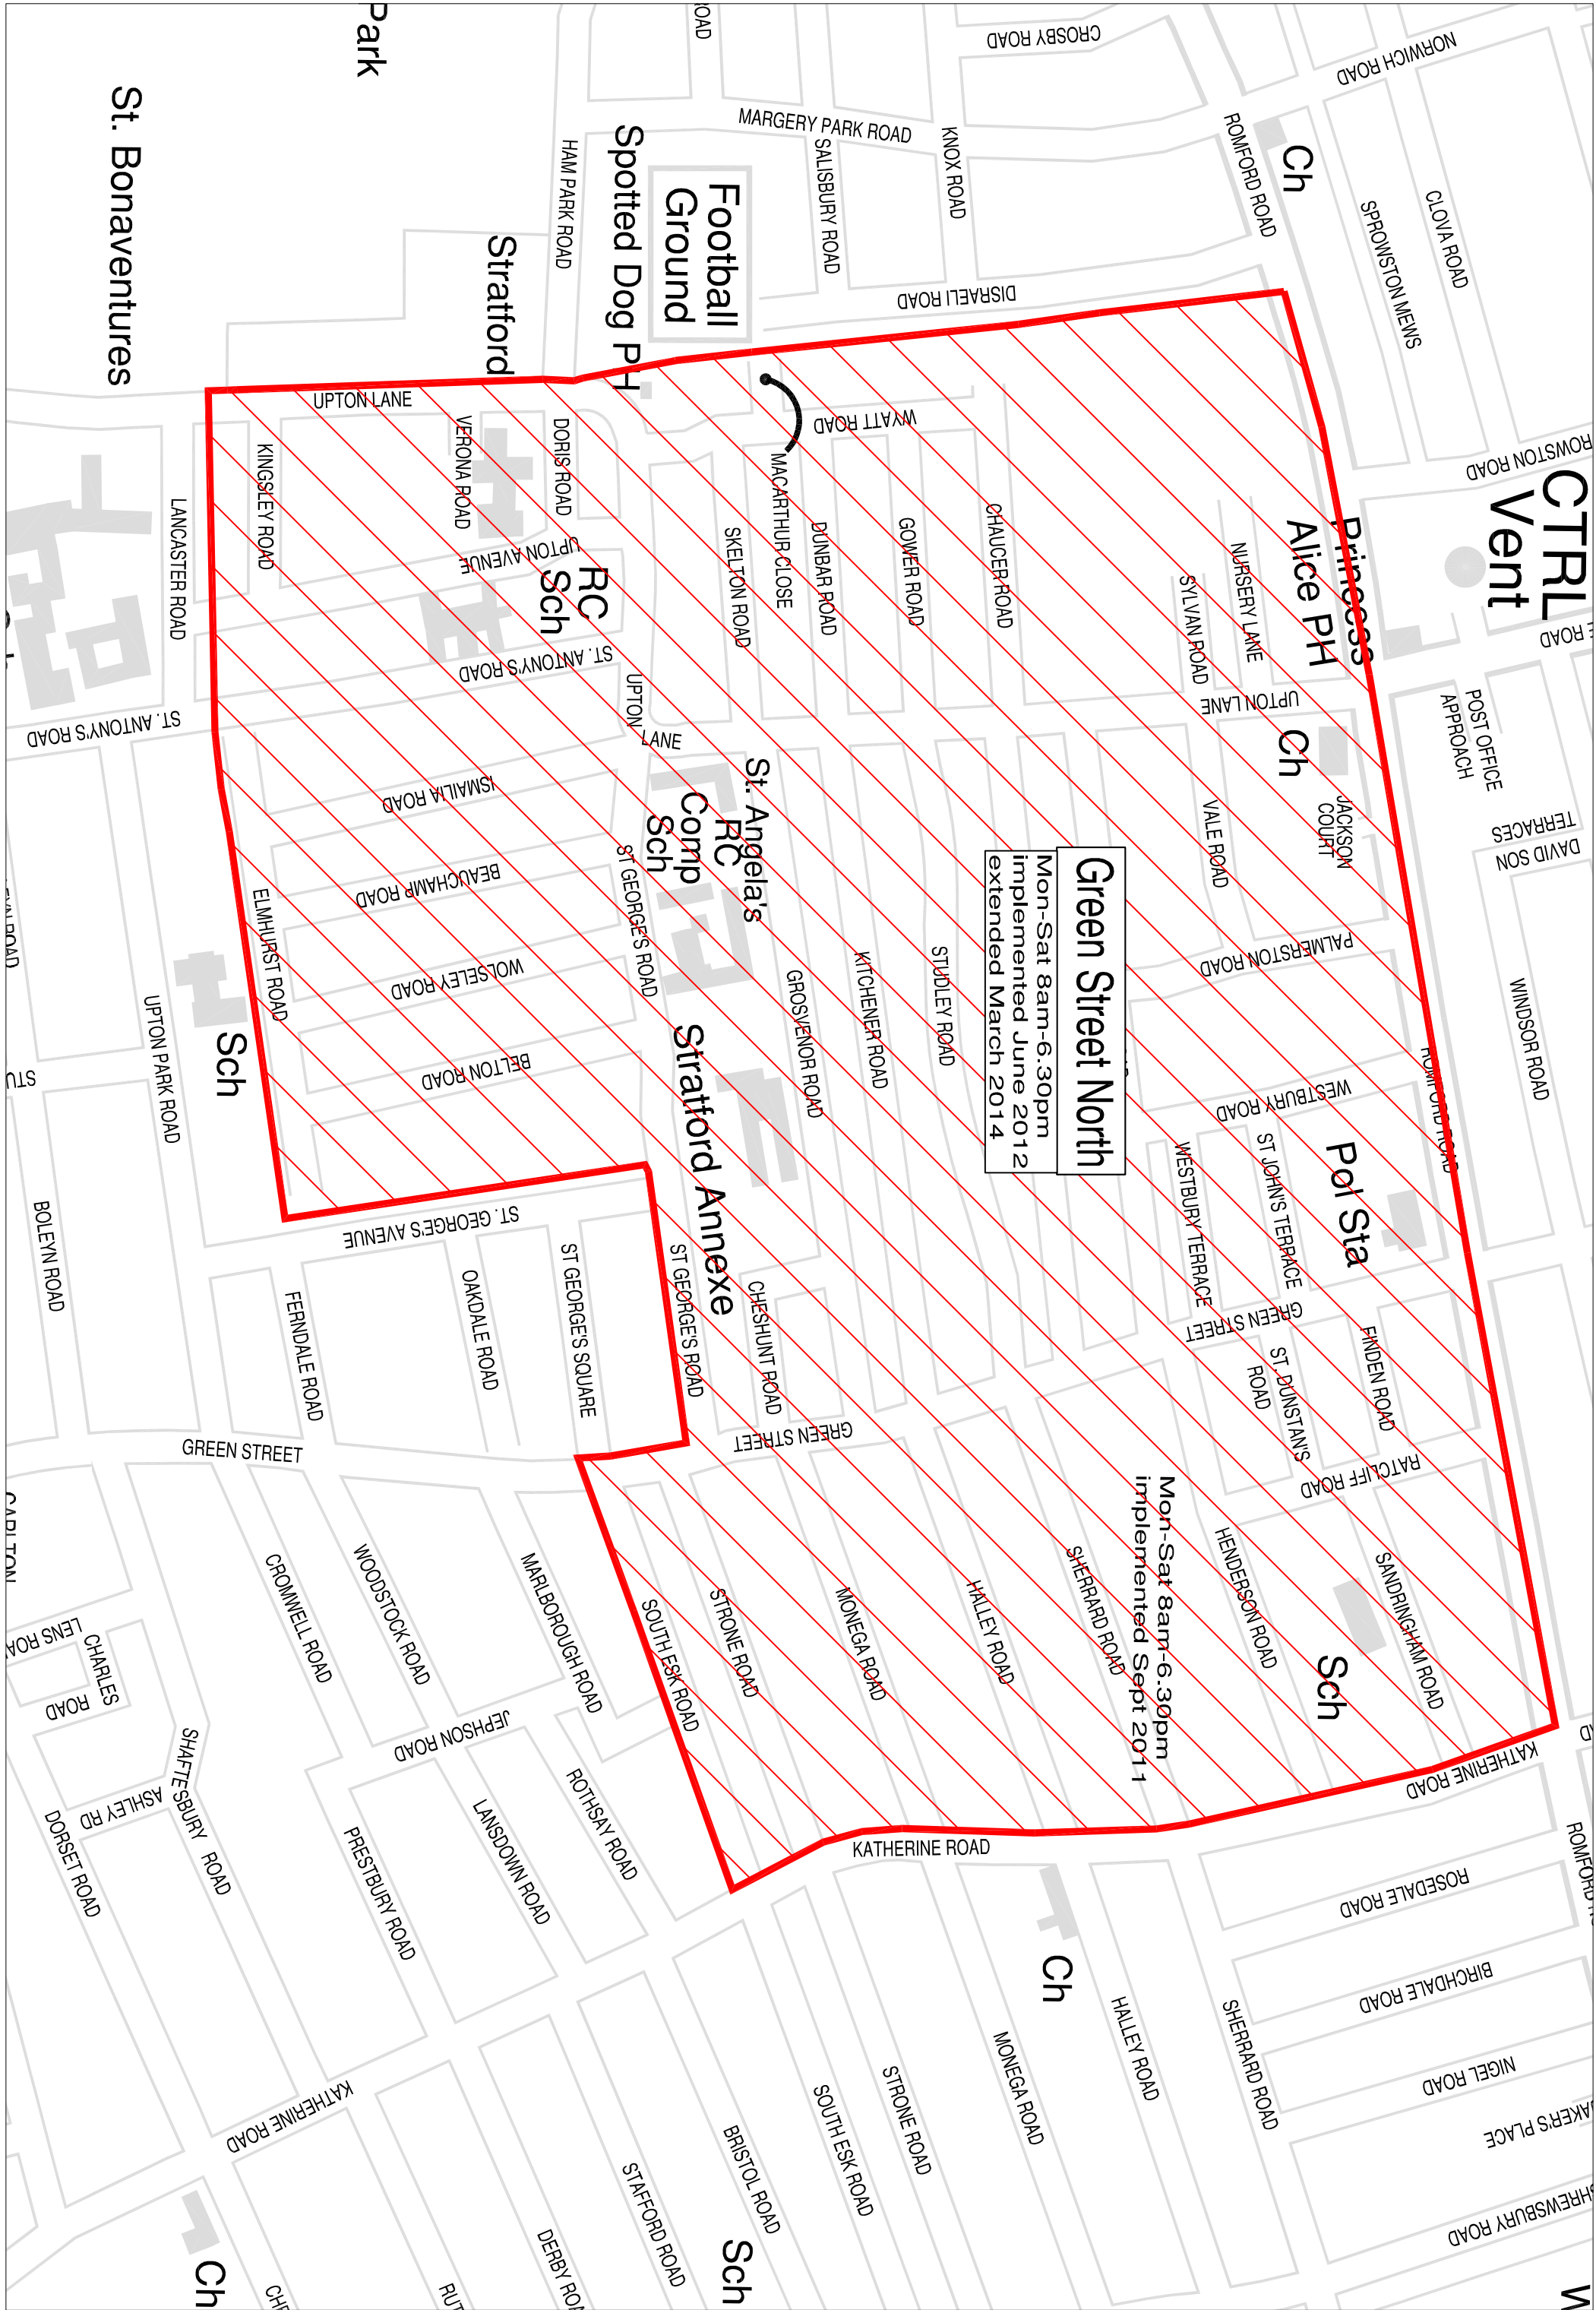 Green Street North
Mon-Sat 8am-6.30pm
implemented June 2012
extended March 2014
Mon-Sat 8am-6.30pm
implemented Sept 2011
NORWICH ROAD
CROSBY ROAD
ROMFORD ROAD
Ch
SPROWSTON MEWS
CLOVA ROAD
CTRL
Vent
ROAD
POST OFFICE
APPROACH
DAVID SON
TERRACES
WINDSOR ROAD
ROMFORD ROAD
KNOX ROAD
MARGERY PARK ROAD
SALISBURY ROAD
HAM PARK ROAD
DISRAELI ROAD
Football
Ground
Spotted Dog PH
Stratford
Park
St. Bonaventures
Princess
Alice PH
NURSERY LANE
SYLVAN ROAD
UPTON LANE
Ch
JACKSON
COURT
VALE ROAD
PALMERSTON ROAD
WESTBURY ROAD
Pol Sta
ST JOHN'S TERRACE
WESTBURY TERRACE
GREEN STREET
FINDEN ROAD
ST. DUNSTAN'S
ROAD
RATCLIFF ROAD
SANDRINGHAM ROAD
Sch
HENDERSON ROAD
SHERRARD ROAD
HALLEY ROAD
MONEGA ROAD
STRONE ROAD
SOUTH ESK ROAD
KATHERINE ROAD
KATHERINE ROAD
WYATT ROAD
CHAUCER ROAD
GOWER ROAD
DUNBAR ROAD
MACARTHUR CLOSE
SKELTON ROAD
STUDLEY ROAD
KITCHENER ROAD
GROSVENOR ROAD
CHESHUNT ROAD
GREEN STREET
UPTON
LANE
St. Angela's
RC
Comp
Sch
Stratford Annexe
ST GEORGE'S ROAD
ST GEORGE'S ROAD
RC
Sch
DORIS ROAD
VERONA ROAD
UPTON LANE
UPTON AVENUE
ST. ANTONY'S ROAD
KINGSLEY ROAD
LANCASTER ROAD
ST. ANTONY'S ROAD
ISMAILIA ROAD
BEAUCHAMP ROAD
WOLSELEY ROAD
BELTON ROAD
ELMHURST ROAD
Sch
UPTON PARK ROAD
ST. GEORGE'S AVENUE
ST GEORGE'S SQUARE
OAKDALE ROAD
FERNDALE ROAD
BOLEYN ROAD
GREEN STREET
MARLBOROUGH ROAD
WOODSTOCK ROAD
CROMWELL ROAD
CARLTON
CHARLES
ROAD
SHAFTESBURY
ROAD
ASHLEY RD
DORSET ROAD
JEPHSON ROAD
ROTHSAY ROAD
LANSDOWN ROAD
PRESTBURY ROAD
KATHERINE ROAD
Ch
ROSEDALE ROAD
BIRCHDALE ROAD
NIGEL ROAD
SHERRARD ROAD
HALLEY ROAD
MONEGA ROAD
STRONE ROAD
SOUTH ESK ROAD
BRISTOL ROAD
STAFFORD ROAD
Sch
Ch